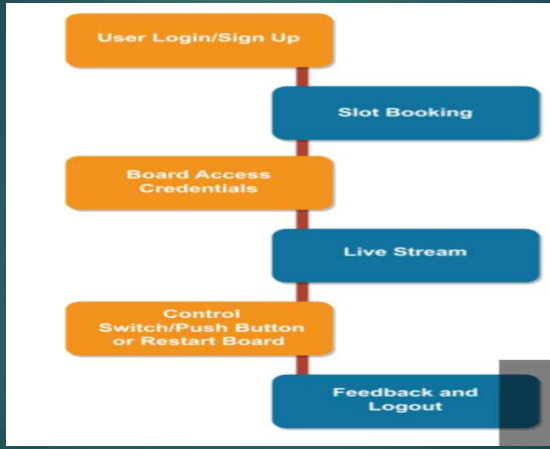 User Login/Sign Up
Slot Booking
Board Access
Credentials
Live Stream
Control
Switch/Push Button
or Restart Board
Feedback and
Logout